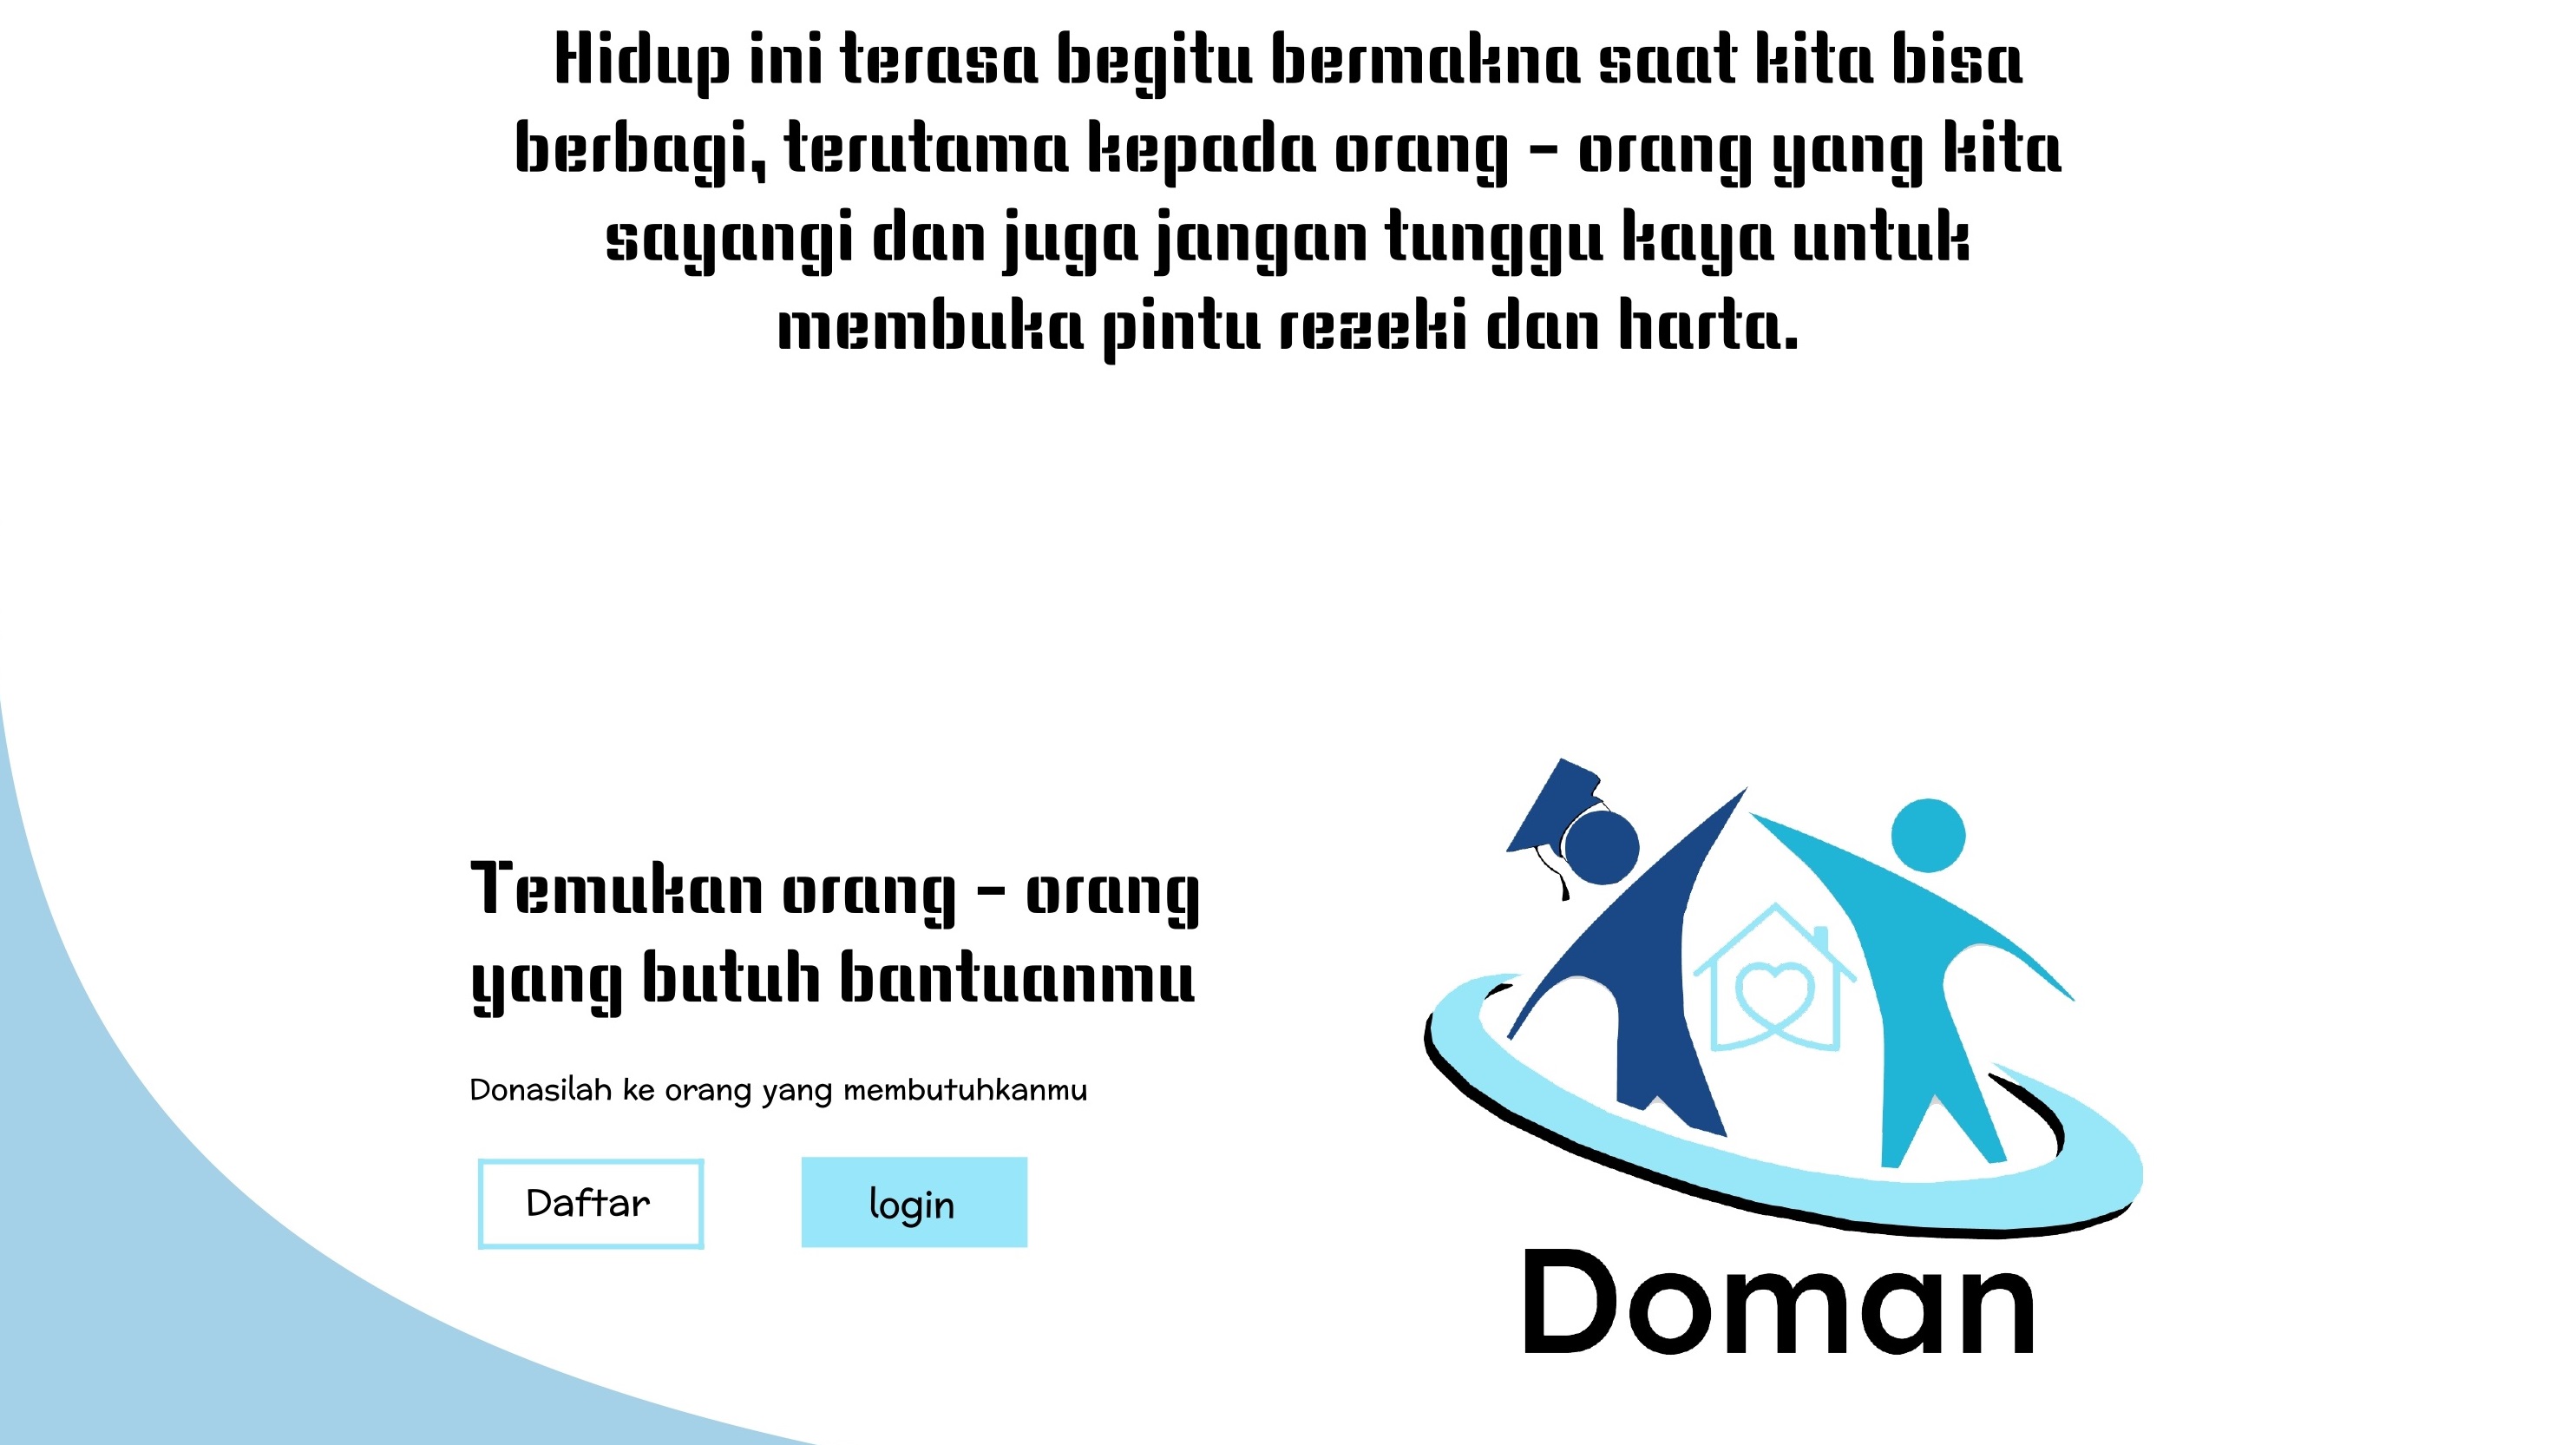 Hidup ini terasa begitu bermakna saat kita bisa
berbagi, terutama kepada orang - orang yang kita
sayangi dan juga jangan tunggu kaya untuk
membuka pintu rezeki dan harta.
Temukan orang - orang
yang butuh bantuanmu
Donasilah ke orang yang membutuhkanmu
Daftar
login
Doman